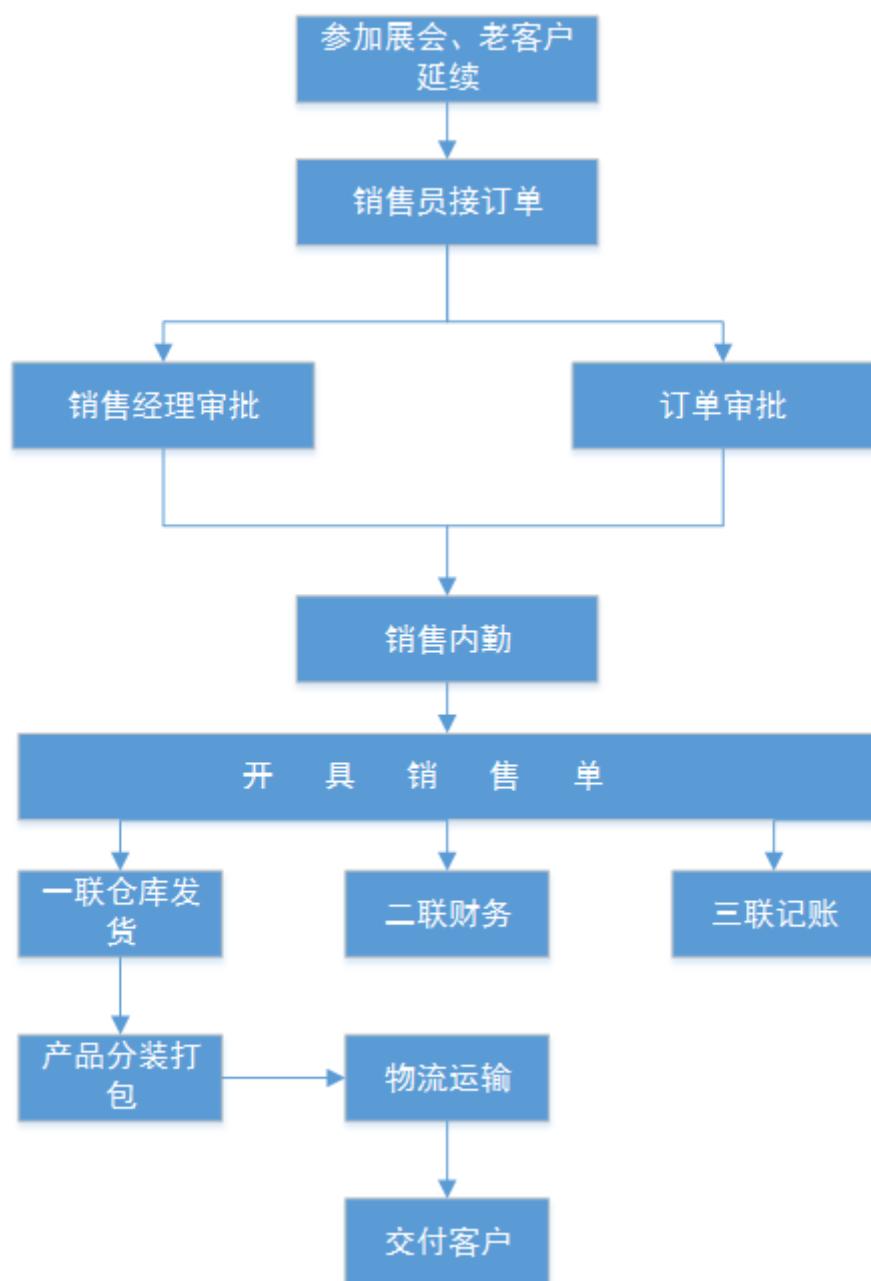 参加展会、老客户
延续
销售员接订单
销售经理审批
订单审批
销售内勤
开 具 销 售 单
一联仓库发
货
二联财务
三联记账
产品分装打
包
物流运输
交付客户